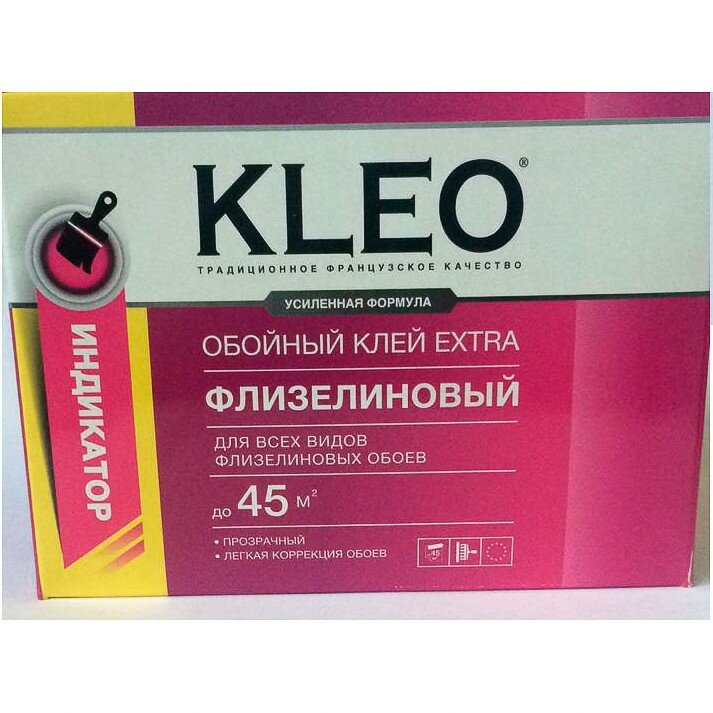 KLEO®
ТРАДИЦИОННОЕ ФРАНЦУЗСКОЕ КАЧЕСТВО
УСИЛЕННАЯ ФОРМУЛА
ИНДИКАТОР
ОБОЙНЫЙ КЛЕЙ EXTRA
ФЛИЗЕЛИНОВЫЙ
ДЛЯ ВСЕХ ВИДОВ
ФЛИЗЕЛИНОВЫХ ОБОЕВ
ДО 45 М²
• ПРОЗРАЧНЫЙ
• ЛЕГКАЯ КОРРЕКЦИЯ ОБОЕВ
45